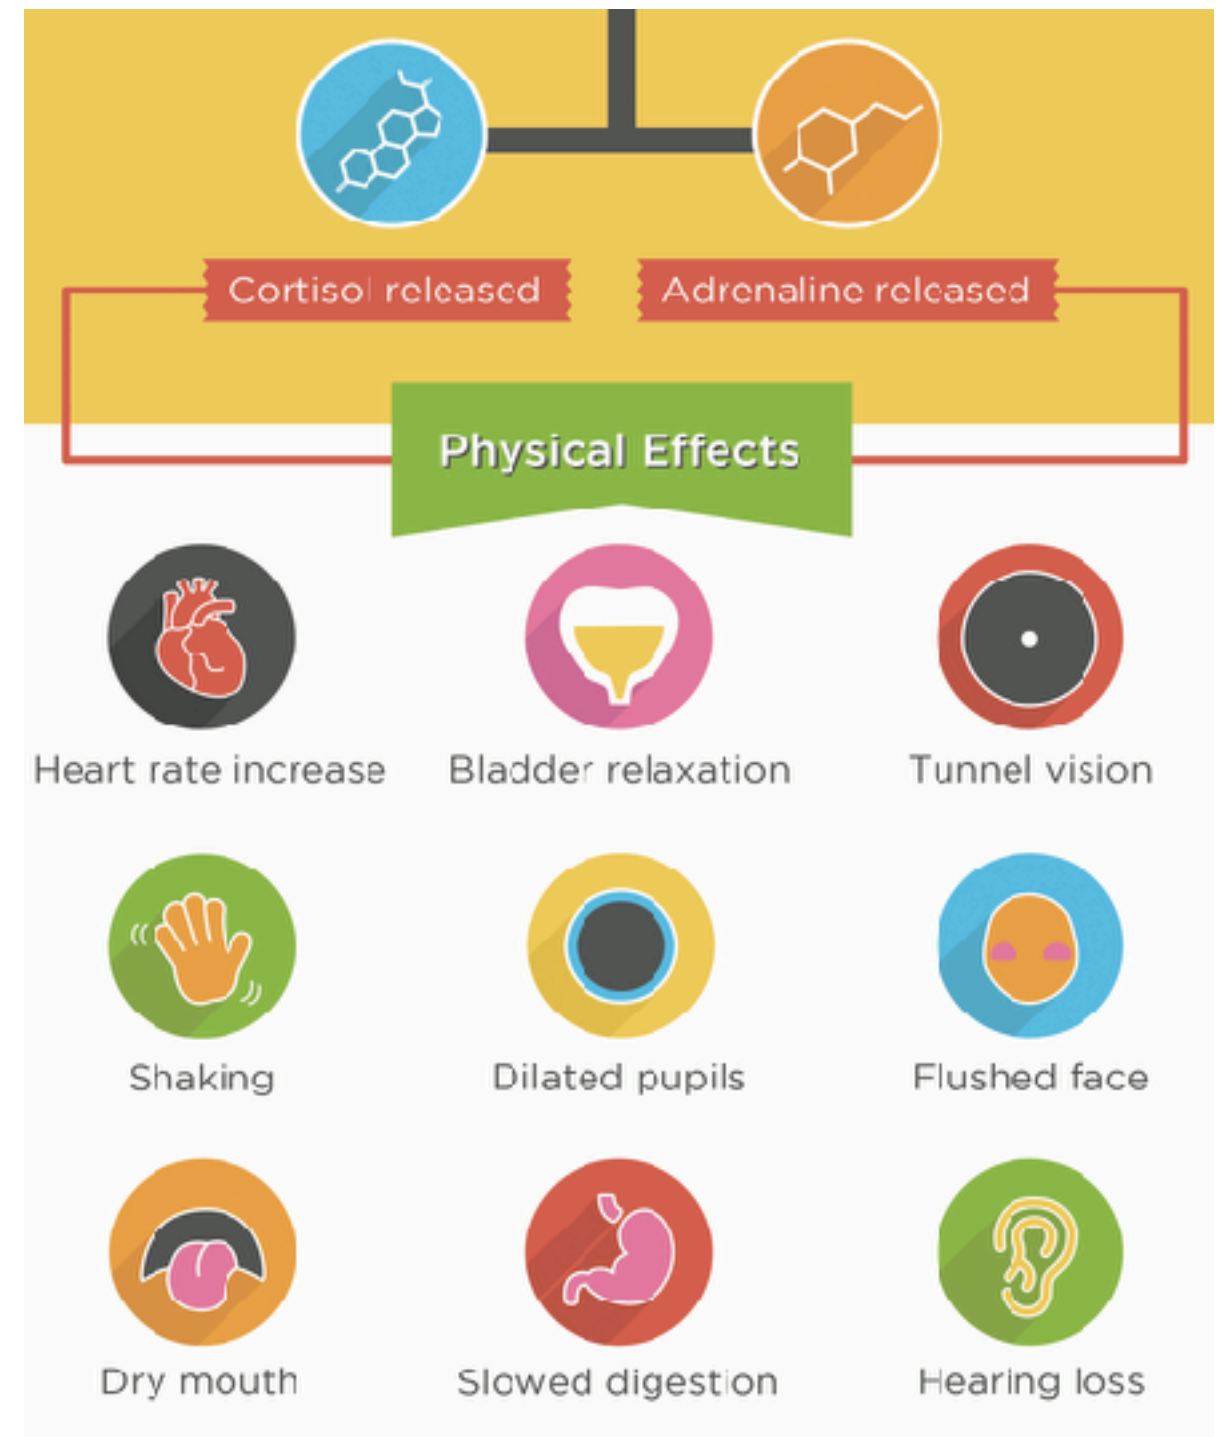 Cortisol released
Adrenaline released
Physical Effects
Heart rate increase
Bladder relaxation
Tunnel vision
Shaking
Dilated pupils
Flushed face
Dry mouth
Slowed digestion
Hearing loss